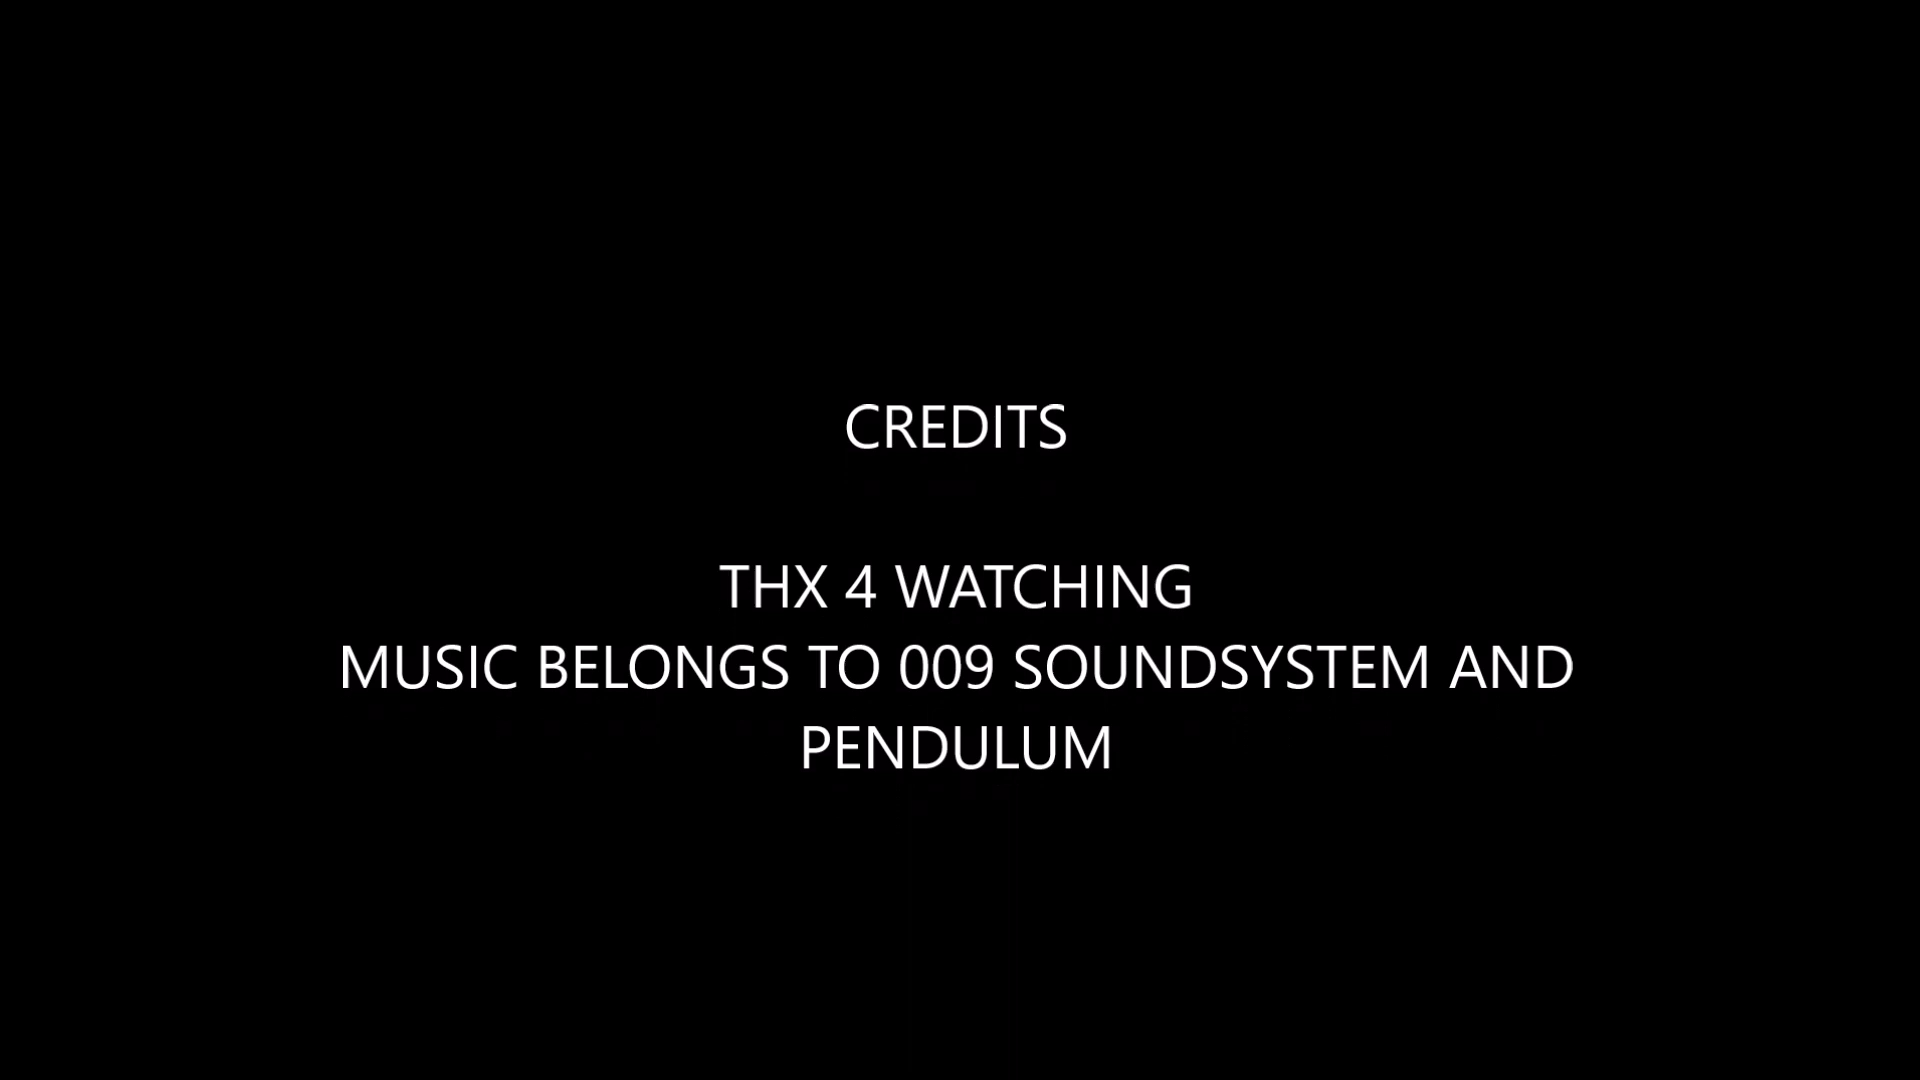 CREDITS
THX 4 WATCHING
MUSIC BELONGS TO 009 SOUNDSYSTEM AND
PENDULUM